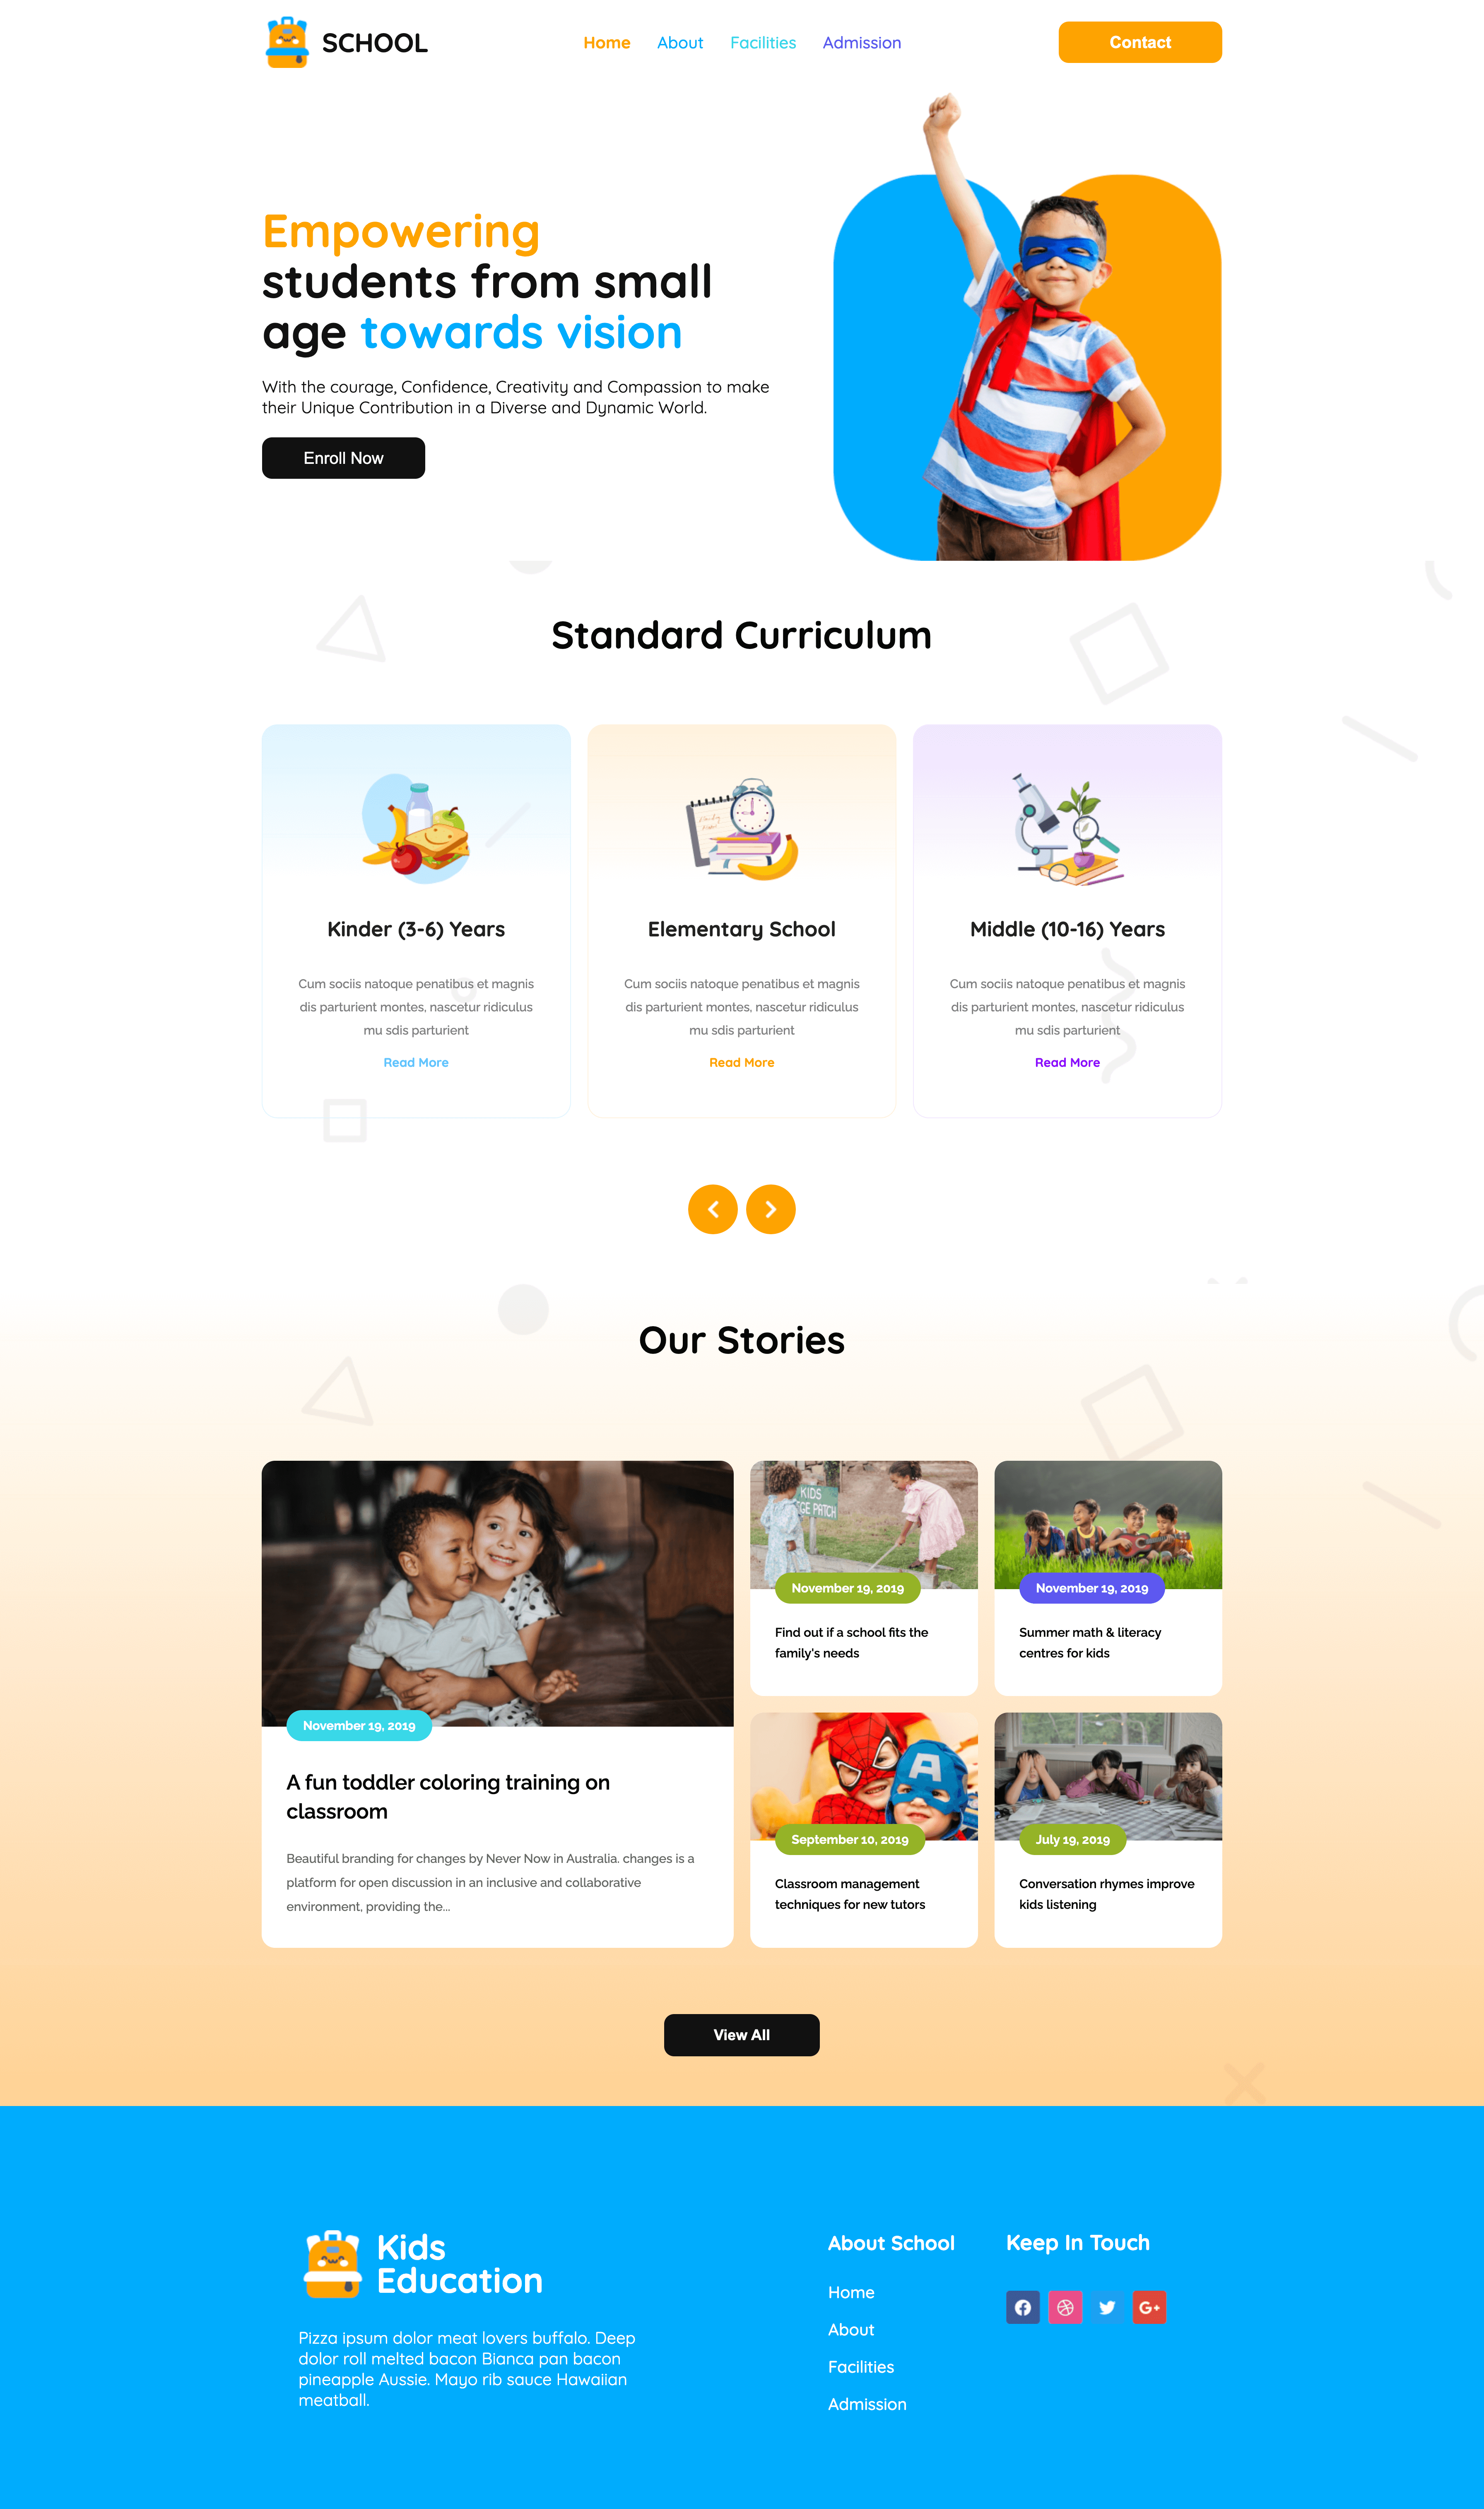 SCHOOL
Home
About
Facilities
Admission
Contact
Empowering
students from small
age towards vision
With the courage, Confidence, Creativity and Compassion to make
their Unique Contribution in a Diverse and Dynamic World.
Enroll Now
Standard Curriculum
Kinder (3-6) Years
Cum sociis natoque penatibus et magnis
dis parturient montes, nascetur ridiculus
mu sdis parturient
Read More
Elementary School
Cum sociis natoque penatibus et magnis
dis parturient montes, nascetur ridiculus
mu sdis parturient
Read More
Middle (10-16) Years
Cum sociis natoque penatibus et magnis
dis parturient montes, nascetur ridiculus
mu sdis parturient
Read More
Our Stories
November 19, 2019
A fun toddler coloring training on
classroom
Beautiful branding for changes by Never Now in Australia. changes is a
platform for open discussion in an inclusive and collaborative
environment, providing the...
KIDS
GE PATCH
November 19, 2019
Find out if a school fits the
family's needs
November 19, 2019
Summer math & literacy
centres for kids
A
September 10, 2019
Classroom management
techniques for new tutors
July 19, 2019
Conversation rhymes improve
kids listening
View All
Kids
Education
Pizza ipsum dolor meat lovers buffalo. Deep
dolor roll melted bacon Bianca pan bacon
pineapple Aussie. Mayo rib sauce Hawaiian
meatball.
About School
Home
About
Facilities
Admission
Keep In Touch
G+